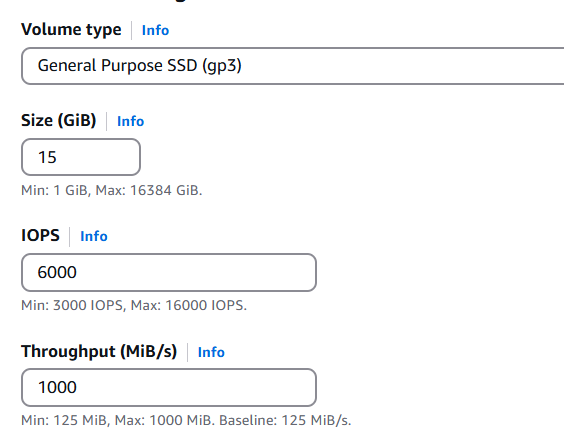 Volume type Info
General Purpose SSD (gp3)
Size (GiB) Info
15
Min: 1 GiB, Max: 16384 GiB.
IOPS Info
6000
Min: 3000 IOPS, Max: 16000 IOPS.
Throughput (MiB/s) Info
1000
Min: 125 MiB, Max: 1000 MiB. Baseline: 125 MiB/s.